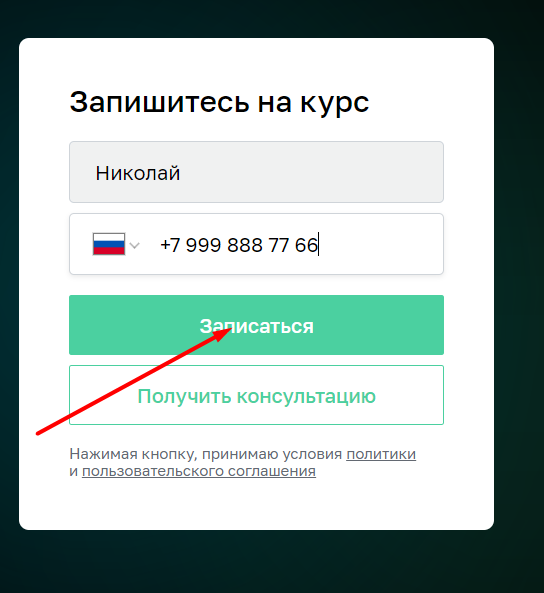 Запишитесь на курс
Николай
+7 999 888 77 66
Записаться
Получить консультацию
Нажимая кнопку, принимаю условия политики
и пользовательского соглашения